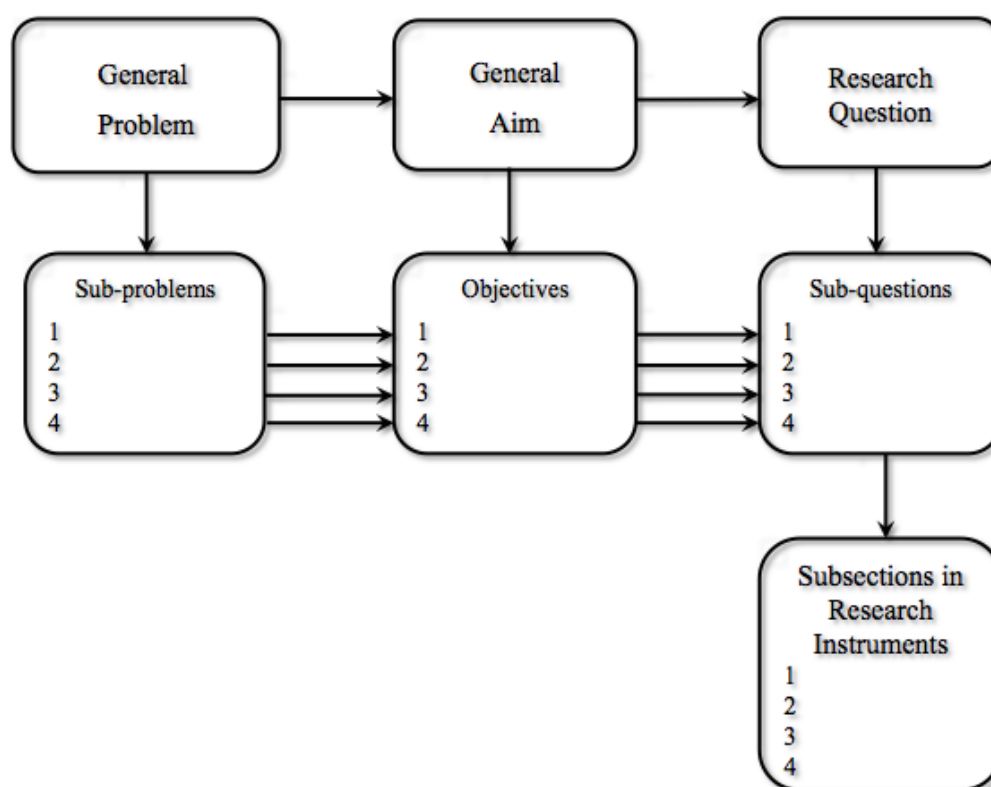 General
Problem
General
Aim
Research
Question
Sub-problems
1
2
3
4
Objectives
1
2
3
4
Sub-questions
1
2
3
4
Subsections in
Research
Instruments
1
2
3
4